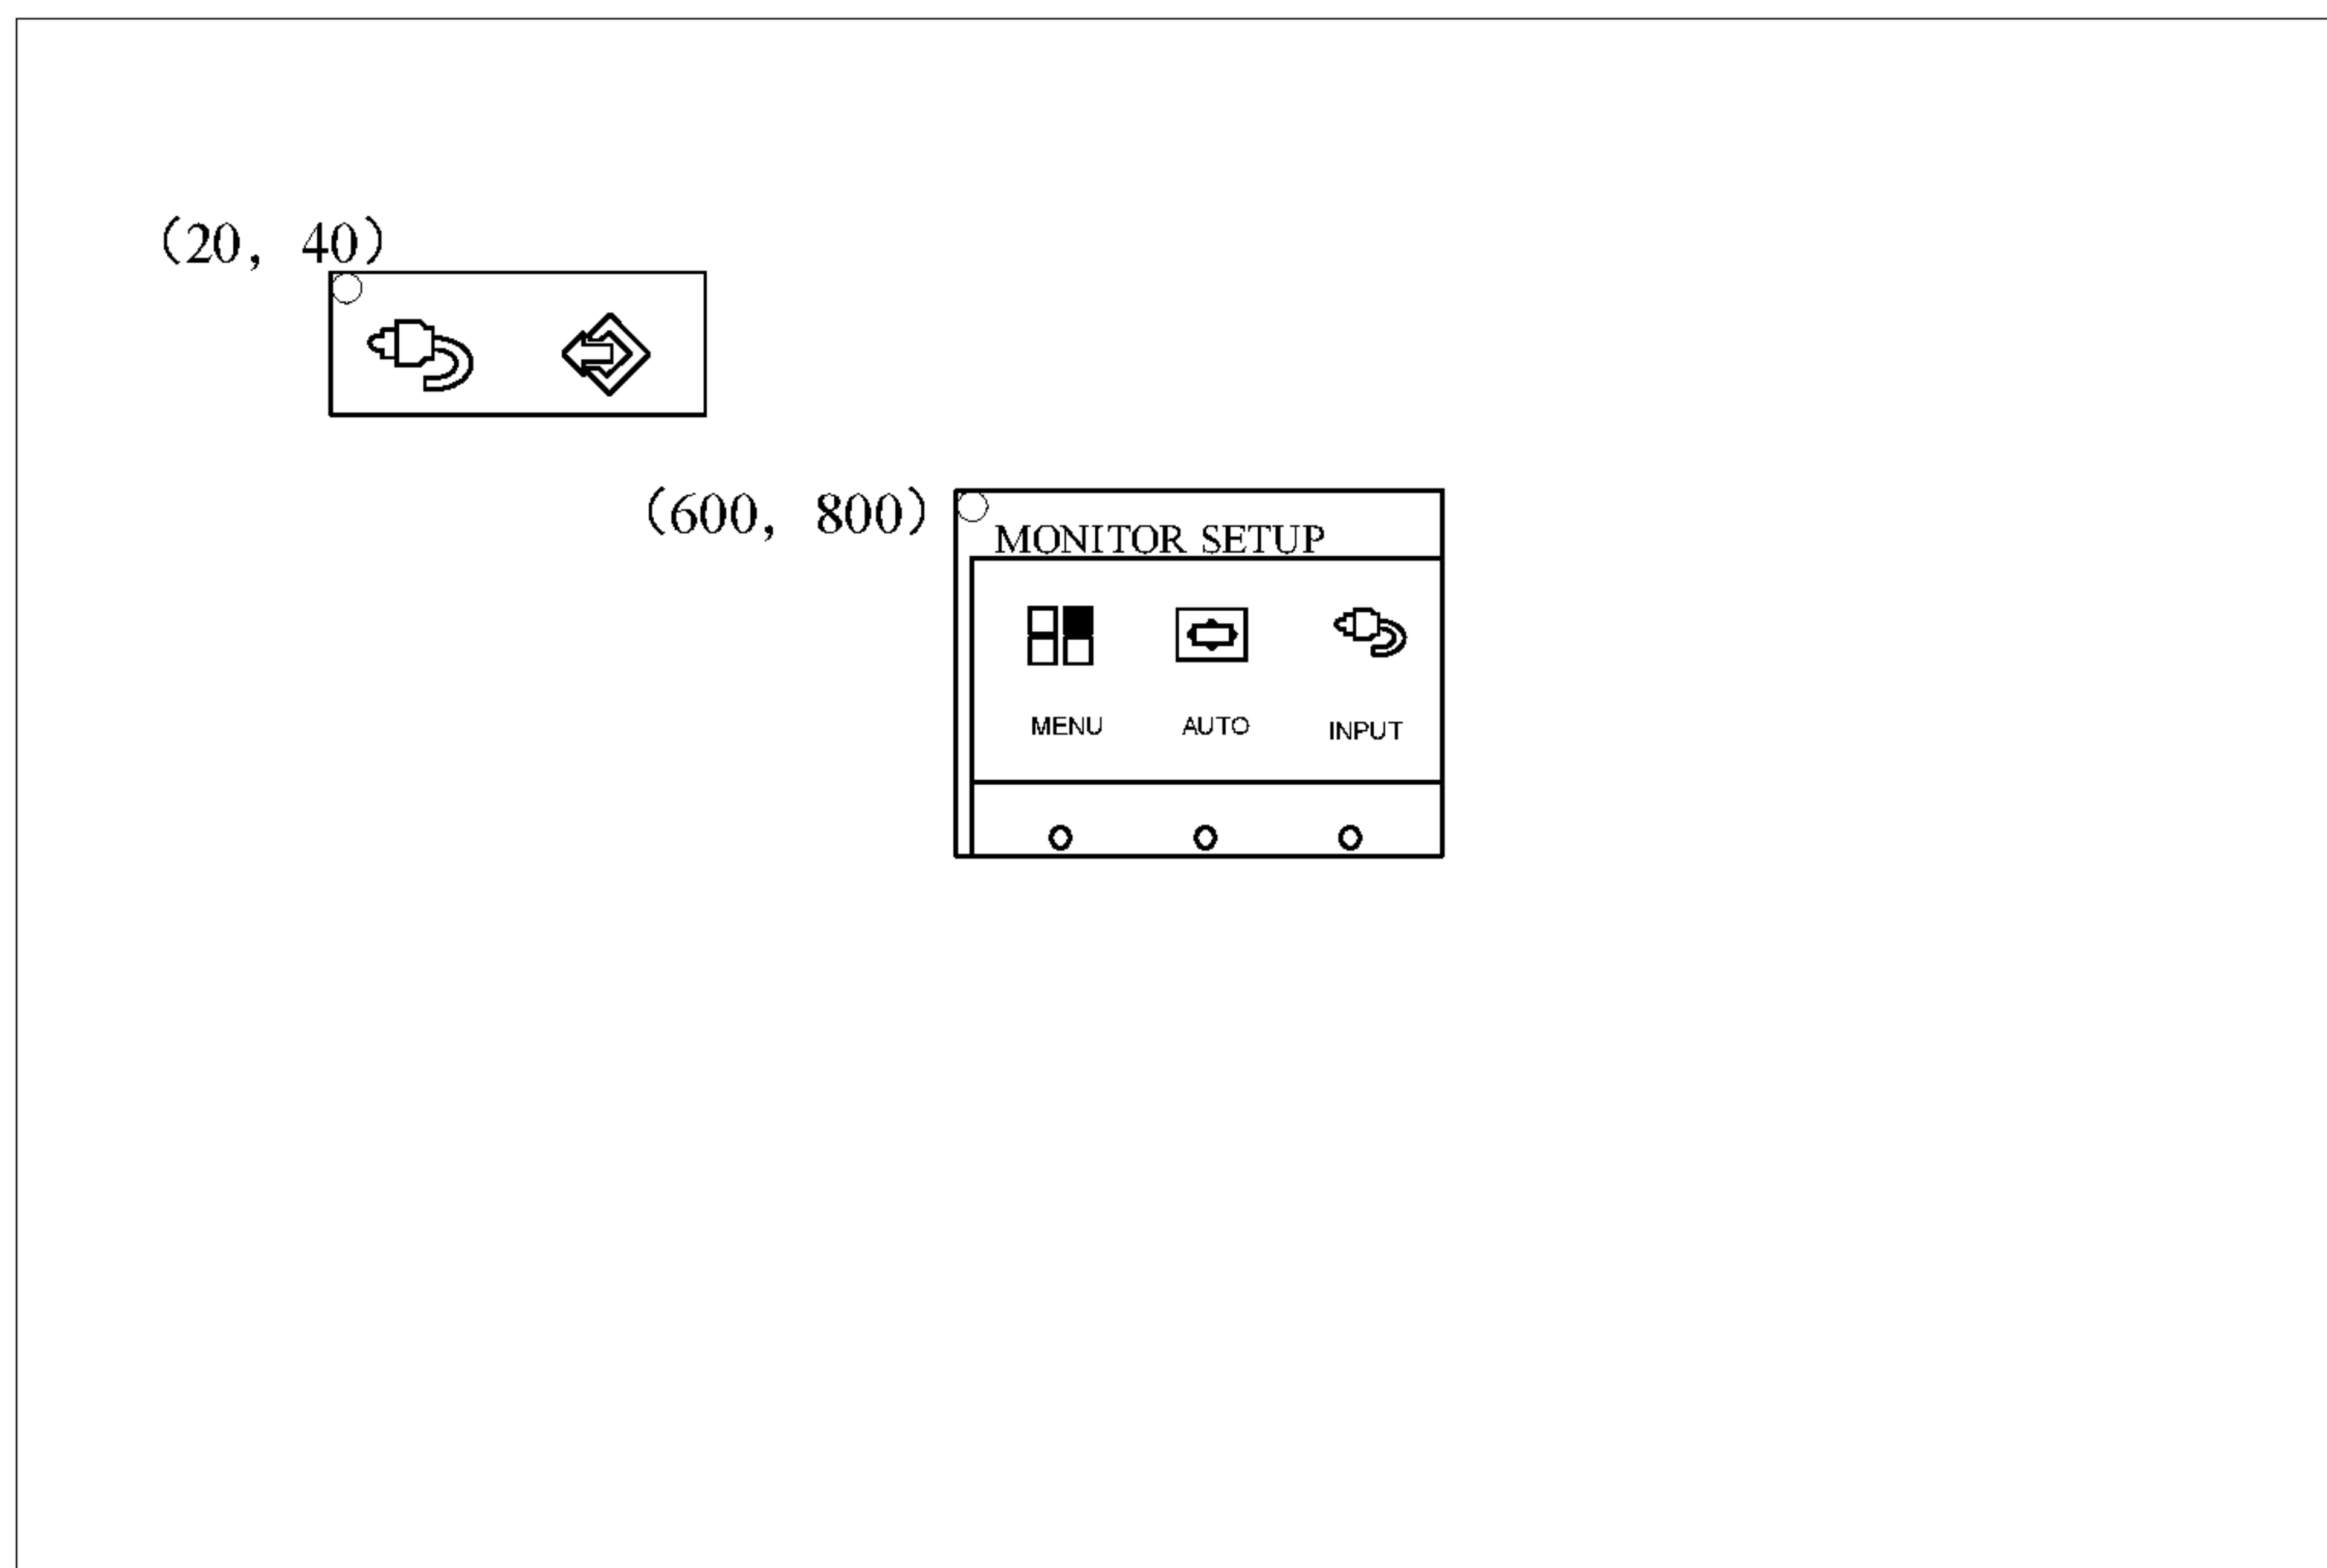 (20, 40)
(600, 800)
MONITOR SETUP
MENU AUTO INPUT